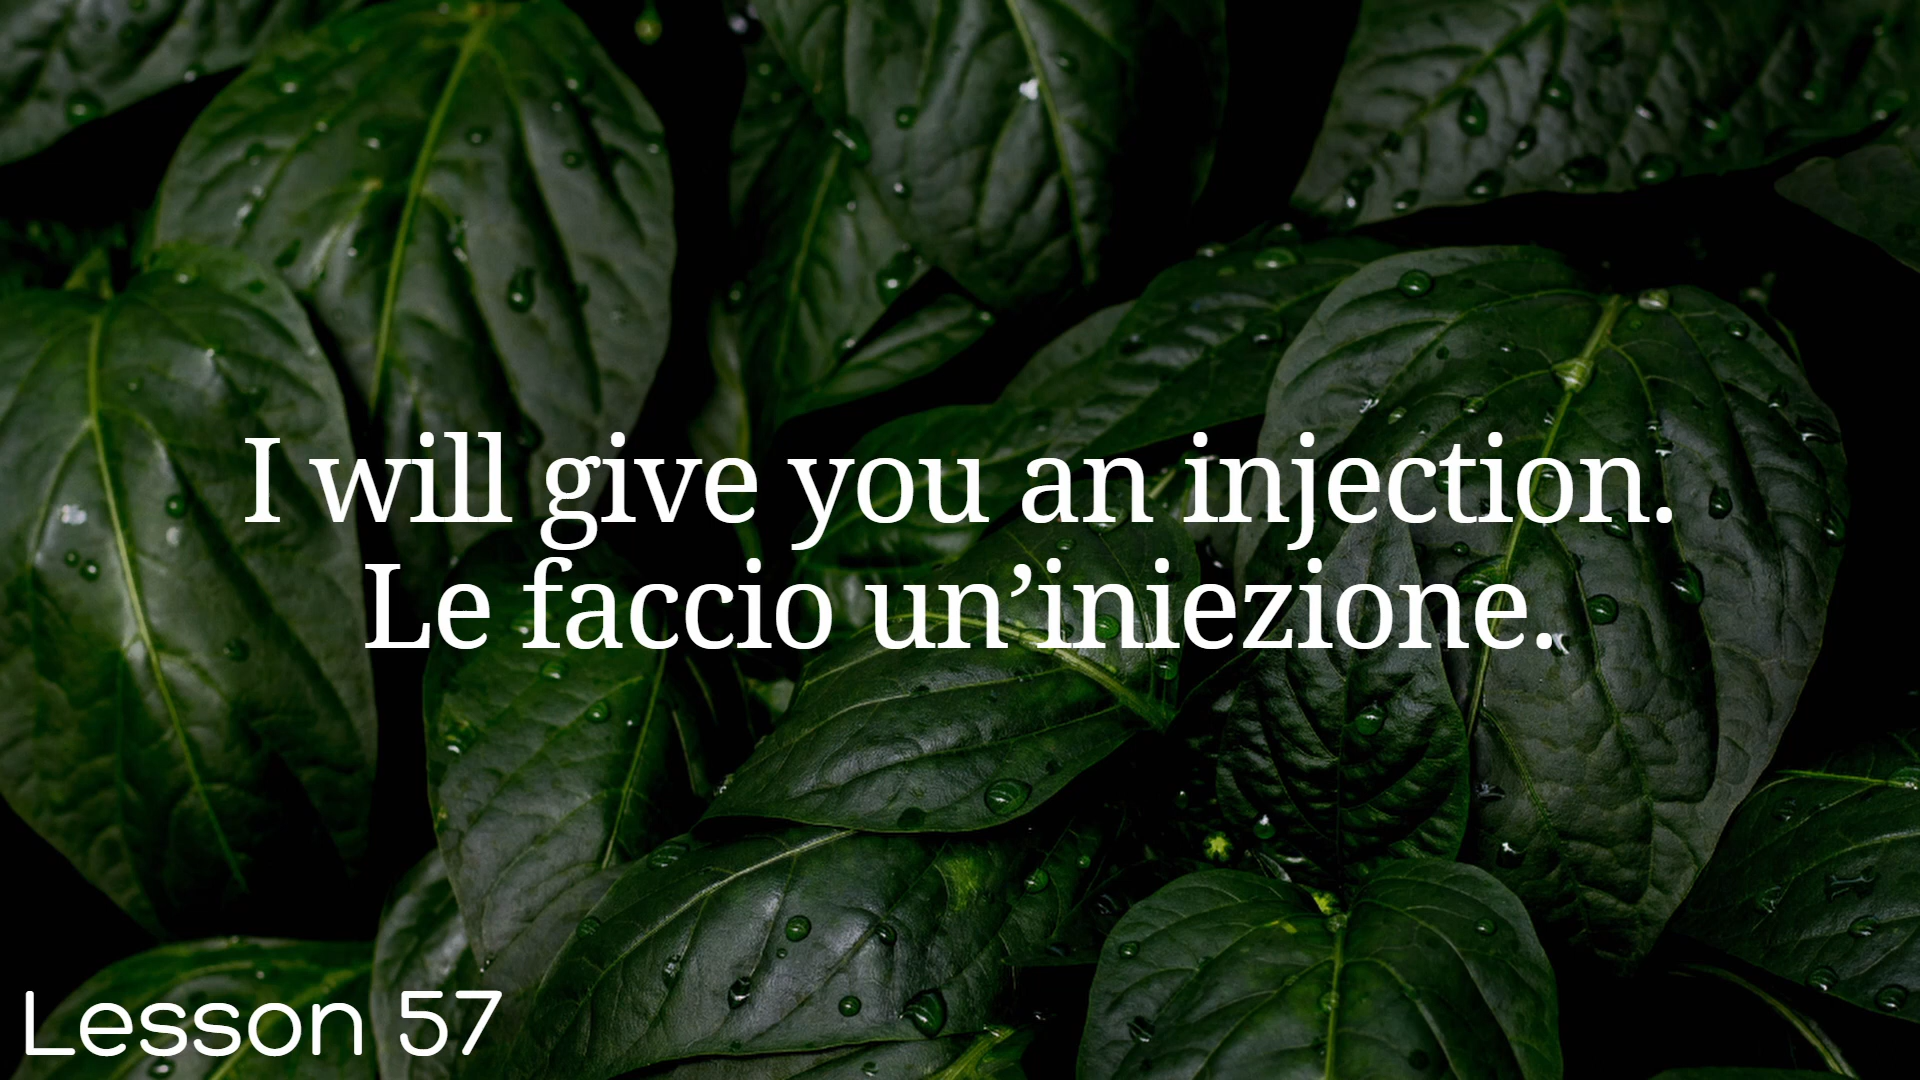 I will give you an injection.
Le faccio un’iniezione.
Lesson 57